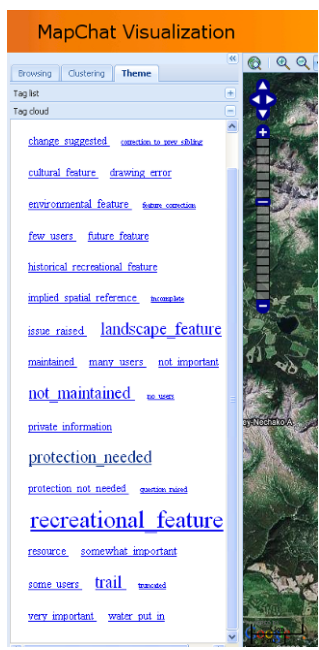 MapChat Visualization
Browsing Clustering Theme
Tag list
Tag cloud
change_suggested correction_to_prev_sibling
cultural_feature drawing_error
environmental_feature feature_correction
few_users future_feature
historical_recreational_feature
implied_spatial_reference incomplete
issue_raised landscape_feature
maintained many_users not_important
not_maintained no_users
private_information
protection_needed
protection_not_needed question_raised
recreational_feature
resource somewhat_important
some_users trail truncated
very_important water_put_in
ey-Nechako A